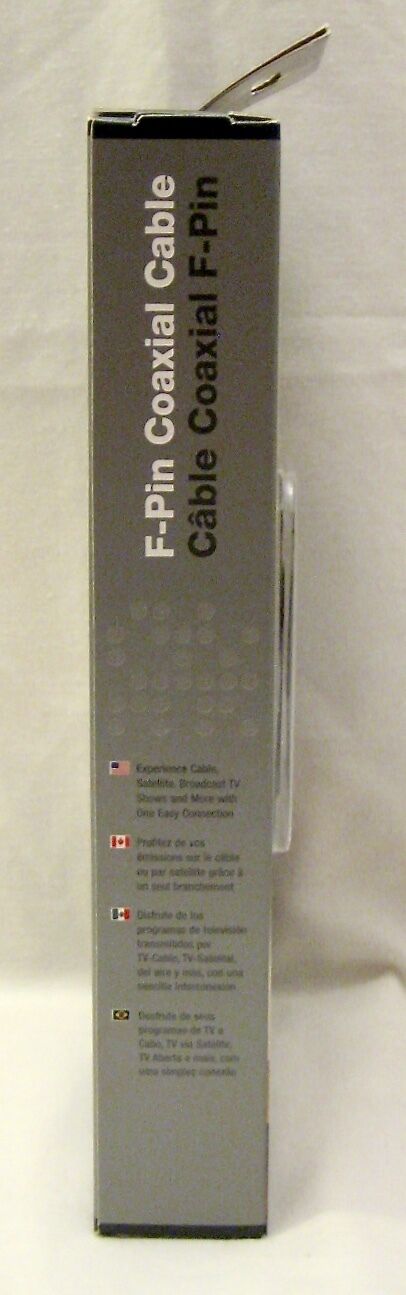 F-Pin Coaxial Cable
Câble Coaxial F-Pin
Experience Cable,
Satellite, Broadcast TV
Shows and More with
One Easy Connection
Profitez de vos
émissions sur le câble
ou par satellite grâce à
un seul branchement
Disfrute de los
programas de televisión
transmitidos por
TV-Cable, TV-Satelital,
del aire y más, con una
sencilla interconexión
Desfrute de seus
programas de TV a
Cabo, TV via Satélite,
TV Aberta e mais, com
uma simples conexão